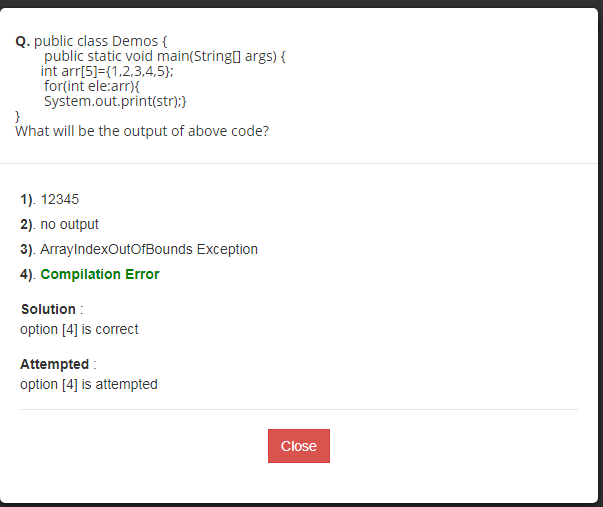 Q. public class Demos {
public static void main(String[] args) {
int arr[5]={1,2,3,4,5};
for(int ele:arr){
System.out.print(str);}
}
What will be the output of above code?
1). 12345
2). no output
3). ArrayIndexOutOfBounds Exception
4). Compilation Error
Solution :
option [4] is correct
Attempted :
option [4] is attempted
Close